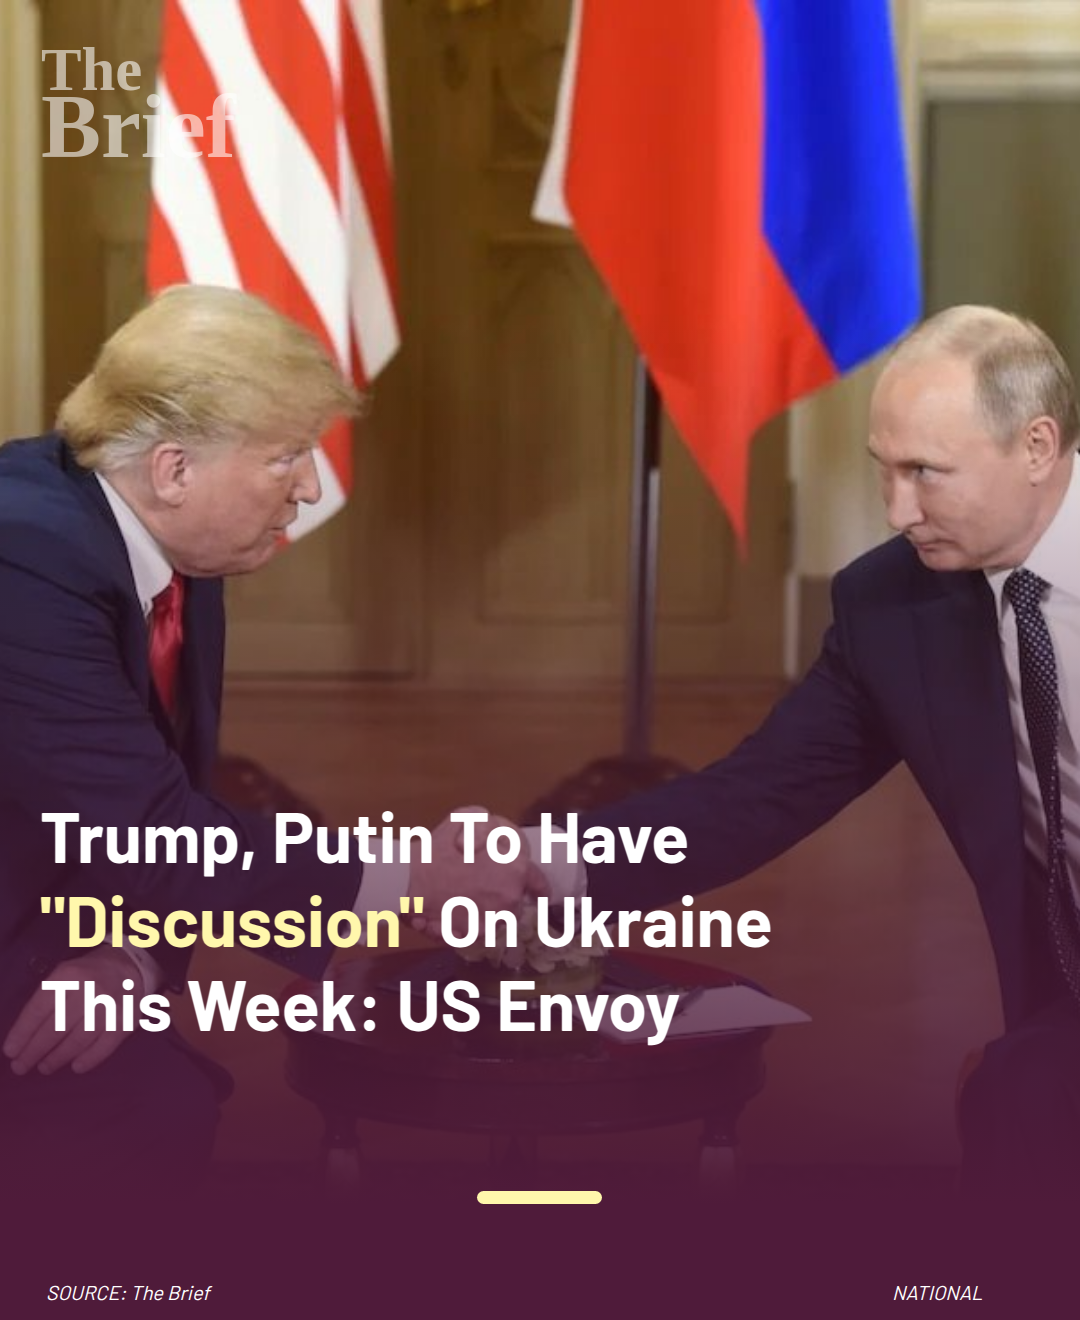 The
Brief
Trump, Putin To Have
"Discussion" On Ukraine
This Week: US Envoy
SOURCE: The Brief
NATIONAL